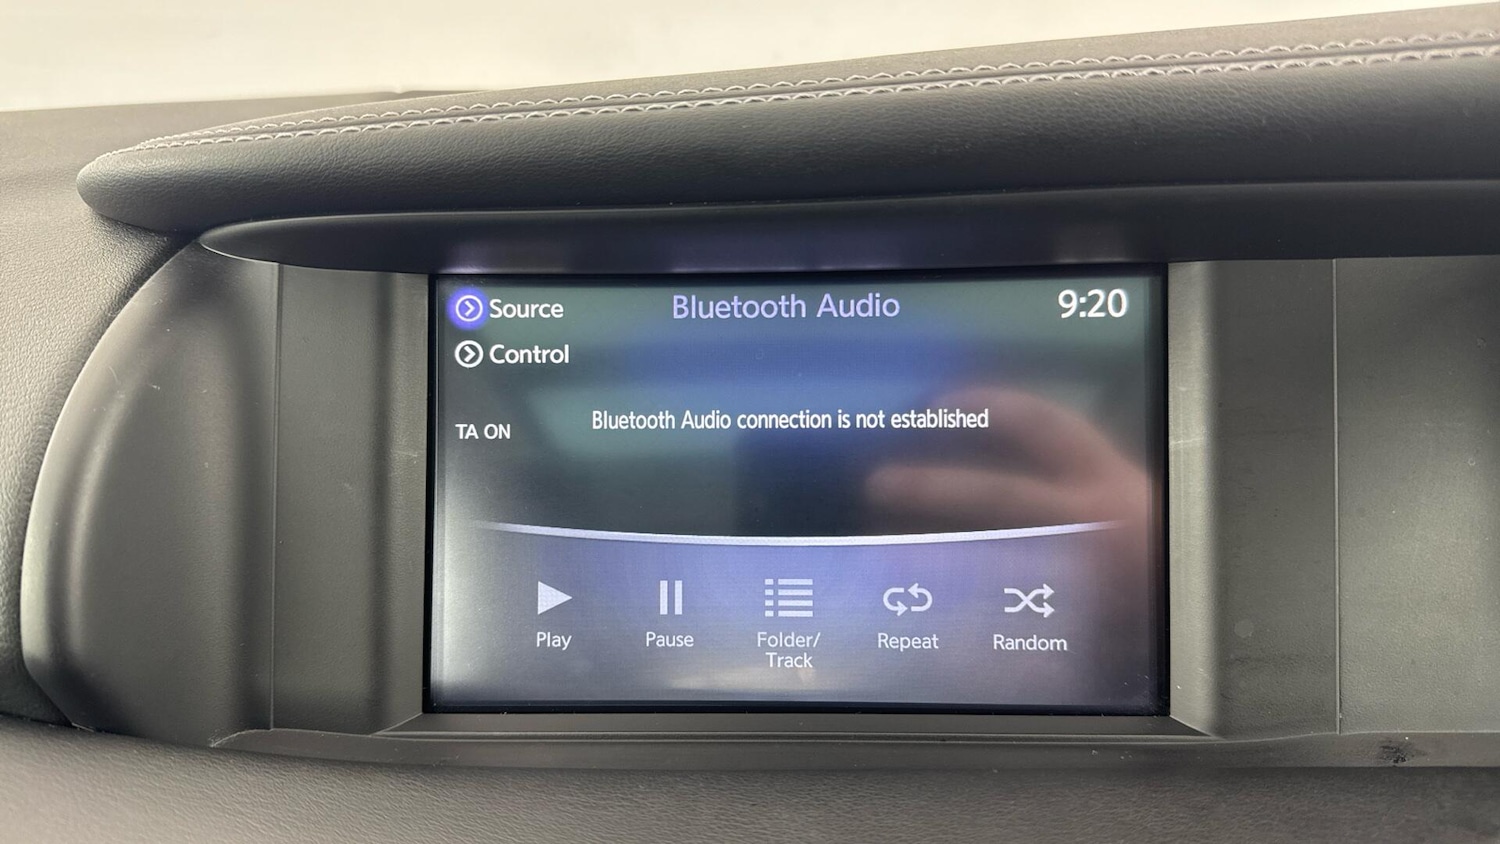 Source
Bluetooth Audio
9:20
Control
TA ON
Bluetooth Audio connection is not established
Play
Pause
Folder/
Track
Repeat
Random